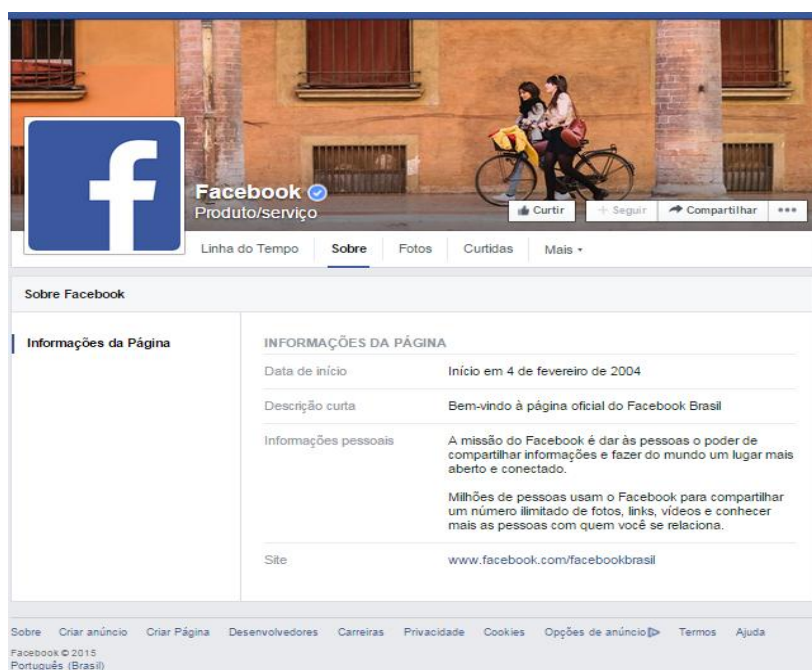 f
Facebook
Produto/serviço
Curtir
Seguir
Compartilhar
Linha do Tempo
Sobre
Fotos
Curtidas
Mais
Sobre Facebook
Informações da Página
INFORMAÇÕES DA PÁGINA
Data de início
Início em 4 de fevereiro de 2004
Descrição curta
Bem-vindo à página oficial do Facebook Brasil
Informações pessoais
A missão do Facebook é dar às pessoas o poder de
compartilhar informações e fazer do mundo um lugar mais
aberto e conectado.
Milhões de pessoas usam o Facebook para compartilhar
um número ilimitado de fotos, links, vídeos e conhecer
mais as pessoas com quem você se relaciona.
Site
www.facebook.com/facebookbrasil
Sobre Criar anúncio Criar Página Desenvolvedores Carreiras Privacidade Cookies Opções de anúncio Termos Ajuda
Facebook © 2015
Português (Brasil)